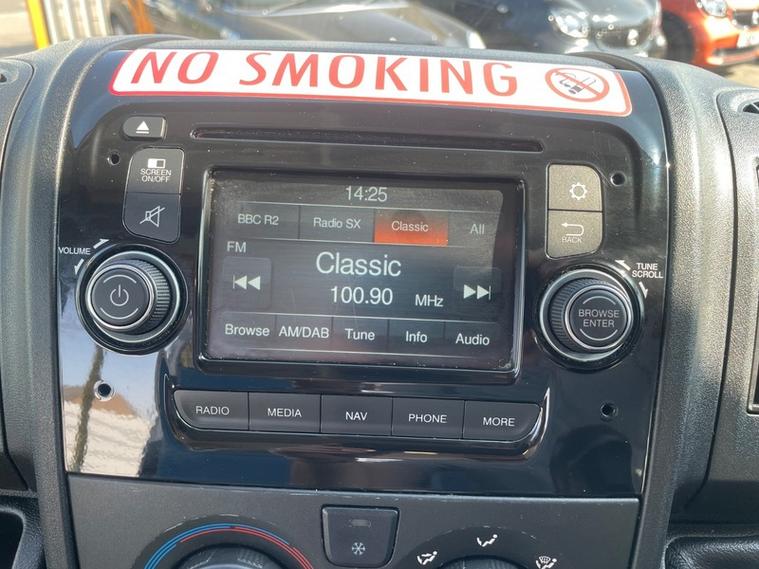 NO SMOKING
SCREEN
ON/OFF
14:25
BBC R2 Radio SX Classic All
FM
VOLUME
BACK
TUNE
SCROLL
Classic
100.90 MHz
BROWSE
ENTER
Browse AM/DAB Tune Info Audio
RADIO MEDIA NAV PHONE MORE